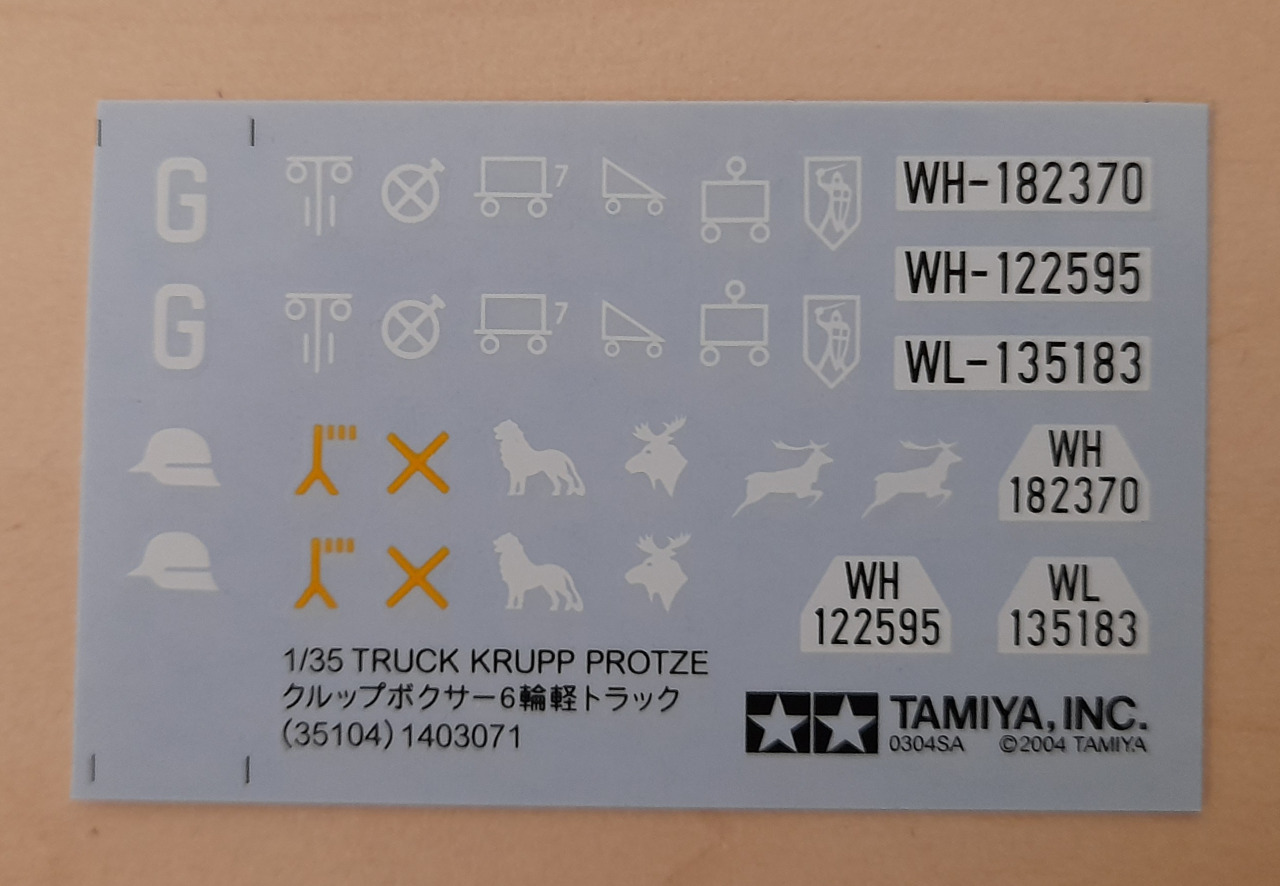 G
7
WH-182370
G
7
WH-122595
WL-135183
WH
182370
WH
122595
WL
135183
1/35 TRUCK KRUPP PROTZE
クルップボクサー6輪軽トラック
(35104) 1403071
TAMIYA, INC.
0304SA ©2004 TAMIYA